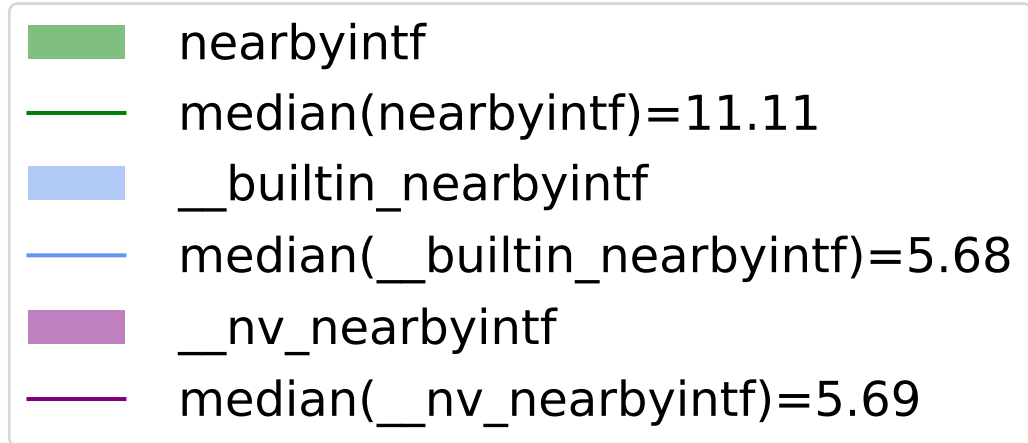 nearbyintf
median(nearbyintf)=11.11
__builtin_nearbyintf
median(__builtin_nearbyintf)=5.68
__nv_nearbyintf
median(__nv_nearbyintf)=5.69